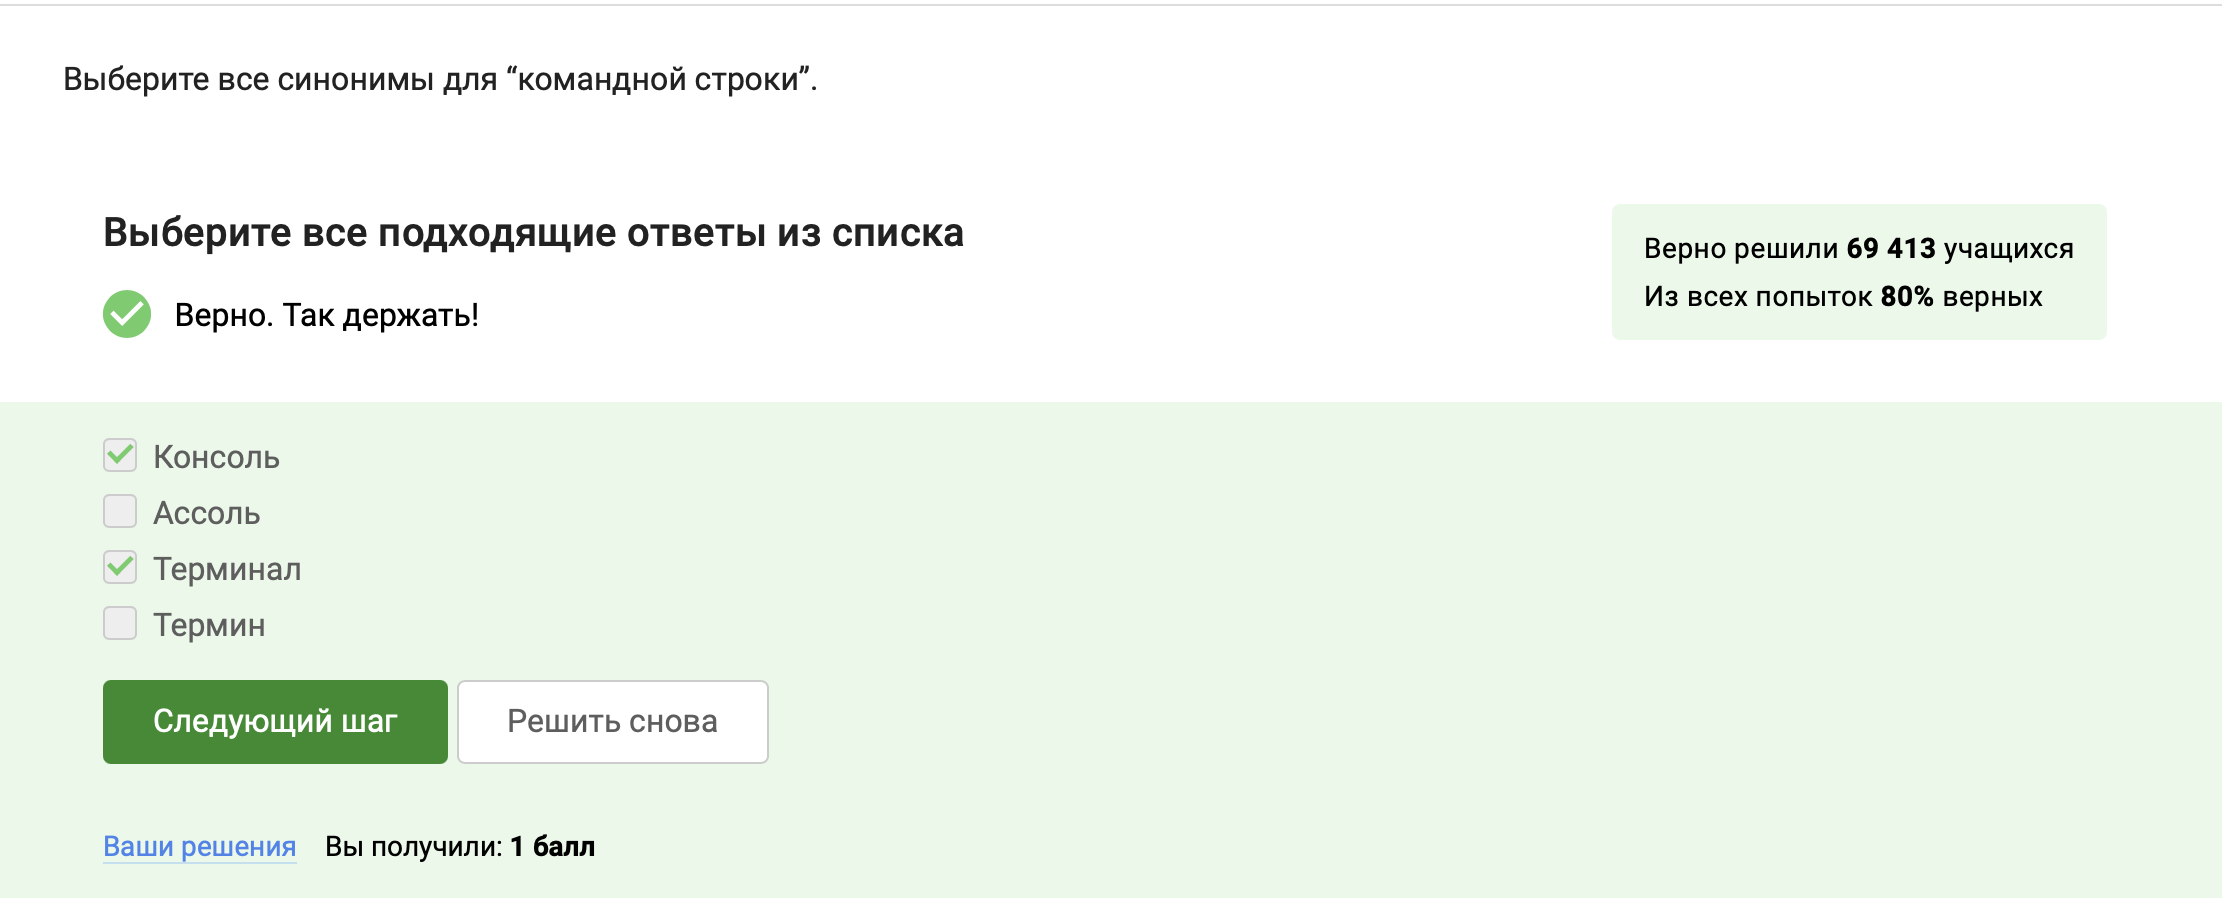 Выберите все синонимы для “командной строки”.
Выберите все подходящие ответы из списка
Верно. Так держать!
Верно решили 69 413 учащихся
Из всех попыток 80% верных
Консоль
Ассоль
Терминал
Термин
Следующий шаг
Решить снова
Ваши решения Вы получили: 1 балл